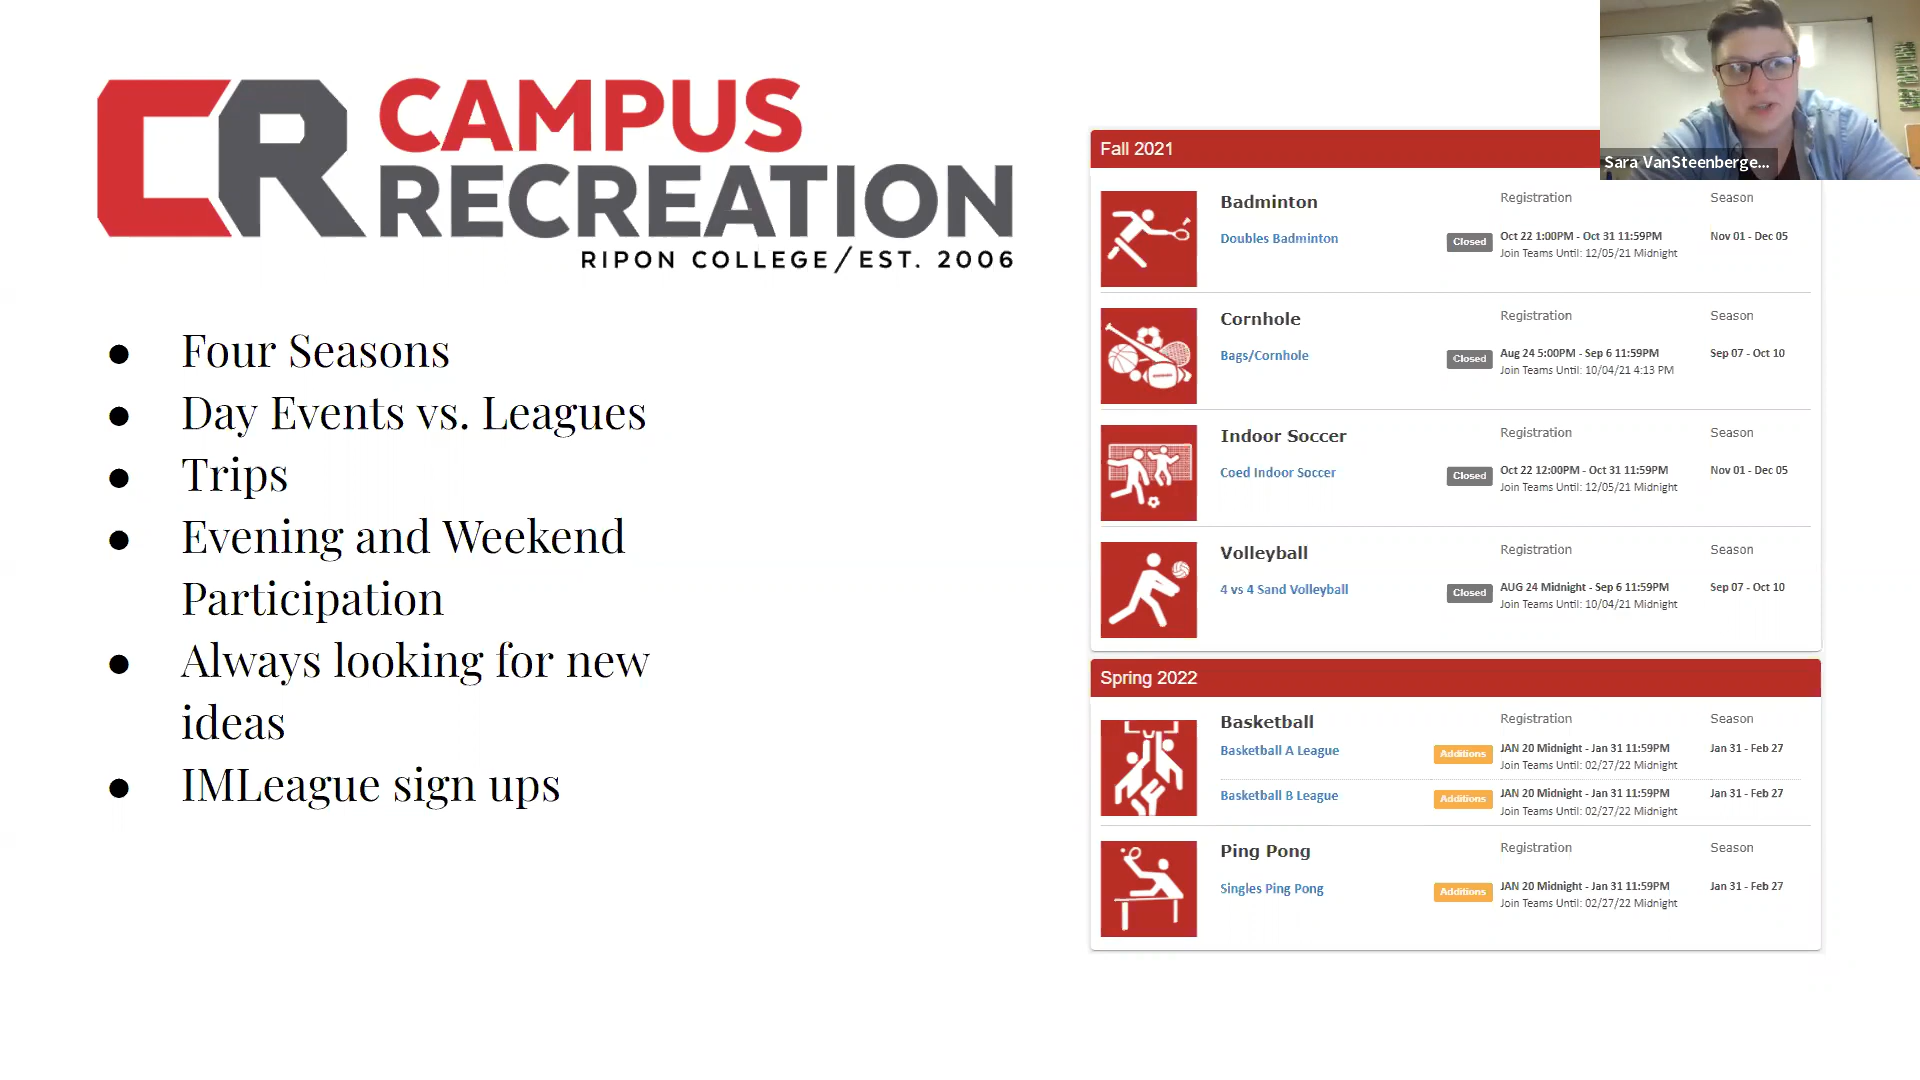 CR CAMPUS
RECREATION
RIPON COLLEGE/EST. 2006
● Four Seasons
● Day Events vs. Leagues
● Trips
● Evening and Weekend
Participation
● Always looking for new
ideas
● IMLeague sign ups
Sara VanSteenberge...
Fall 2021
Badminton Registration Season
Doubles Badminton Closed Oct 22 1:00PM - Oct 31 11:59PM Nov 01 - Dec 05
Join Teams Until: 12/05/21 Midnight
Cornhole Registration Season
Bags/Cornhole Closed Aug 24 5:00PM - Sep 6 11:59PM Sep 07 - Oct 10
Join Teams Until: 10/04/21 4:13 PM
Indoor Soccer Registration Season
Coed Indoor Soccer Closed Oct 22 12:00PM - Oct 31 11:59PM Nov 01 - Dec 05
Join Teams Until: 12/05/21 Midnight
Volleyball Registration Season
4 vs 4 Sand Volleyball Closed AUG 24 Midnight - Sep 6 11:59PM Sep 07 - Oct 10
Join Teams Until: 10/04/21 Midnight
Spring 2022
Basketball Registration Season
Basketball A League Additions JAN 20 Midnight - Jan 31 11:59PM Jan 31 - Feb 27
Join Teams Until: 02/27/22 Midnight
Basketball B League Additions JAN 20 Midnight - Jan 31 11:59PM Jan 31 - Feb 27
Join Teams Until: 02/27/22 Midnight
Ping Pong Registration Season
Singles Ping Pong Additions JAN 20 Midnight - Jan 31 11:59PM Jan 31 - Feb 27
Join Teams Until: 02/27/22 Midnight